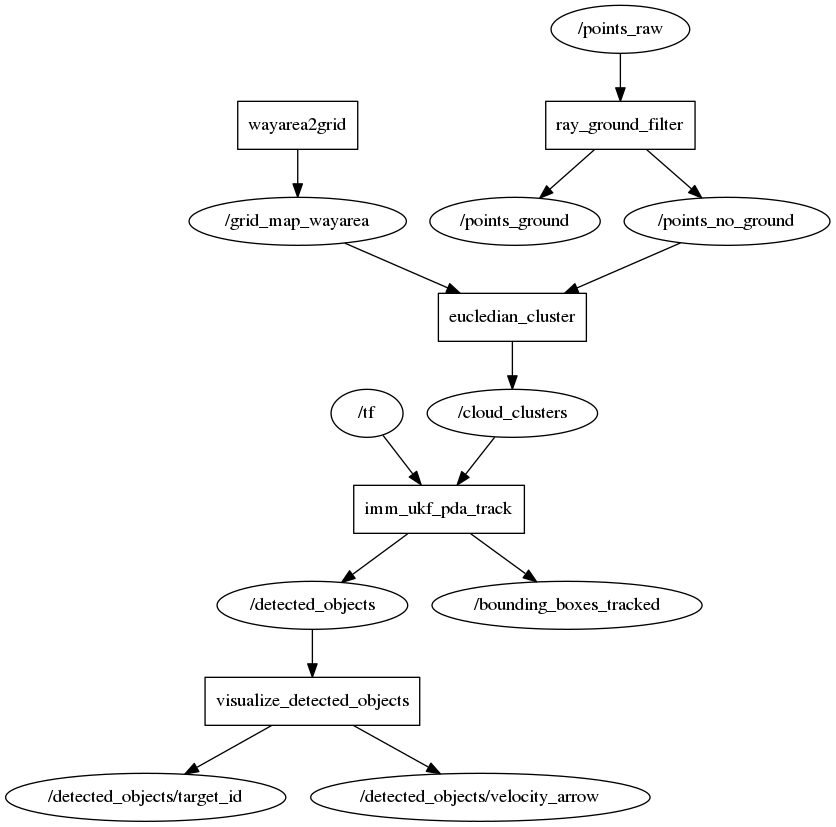 /points_raw
wayarea2grid
ray_ground_filter
/grid_map_wayarea
/points_ground
/points_no_ground
eucledian_cluster
/tf
/cloud_clusters
imm_ukf_pda_track
/detected_objects
/bounding_boxes_tracked
visualize_detected_objects
/detected_objects/target_id
/detected_objects/velocity_arrow